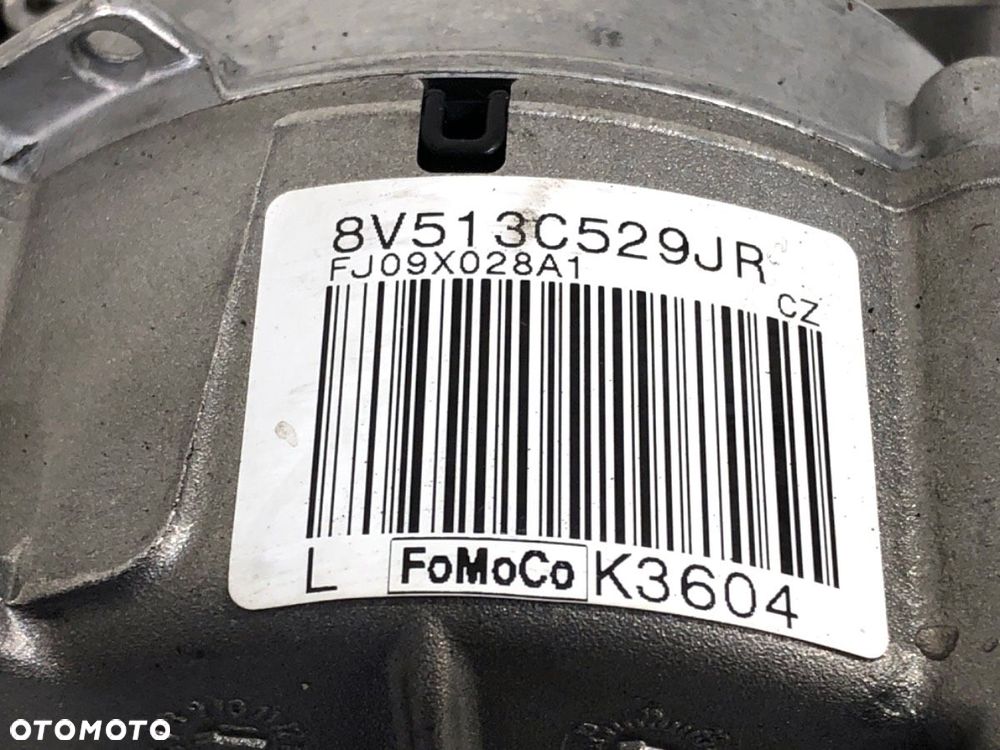 8V513C529JR
FJ09X028A1
CZ
L FoMoCo K3604
OTOMOTO